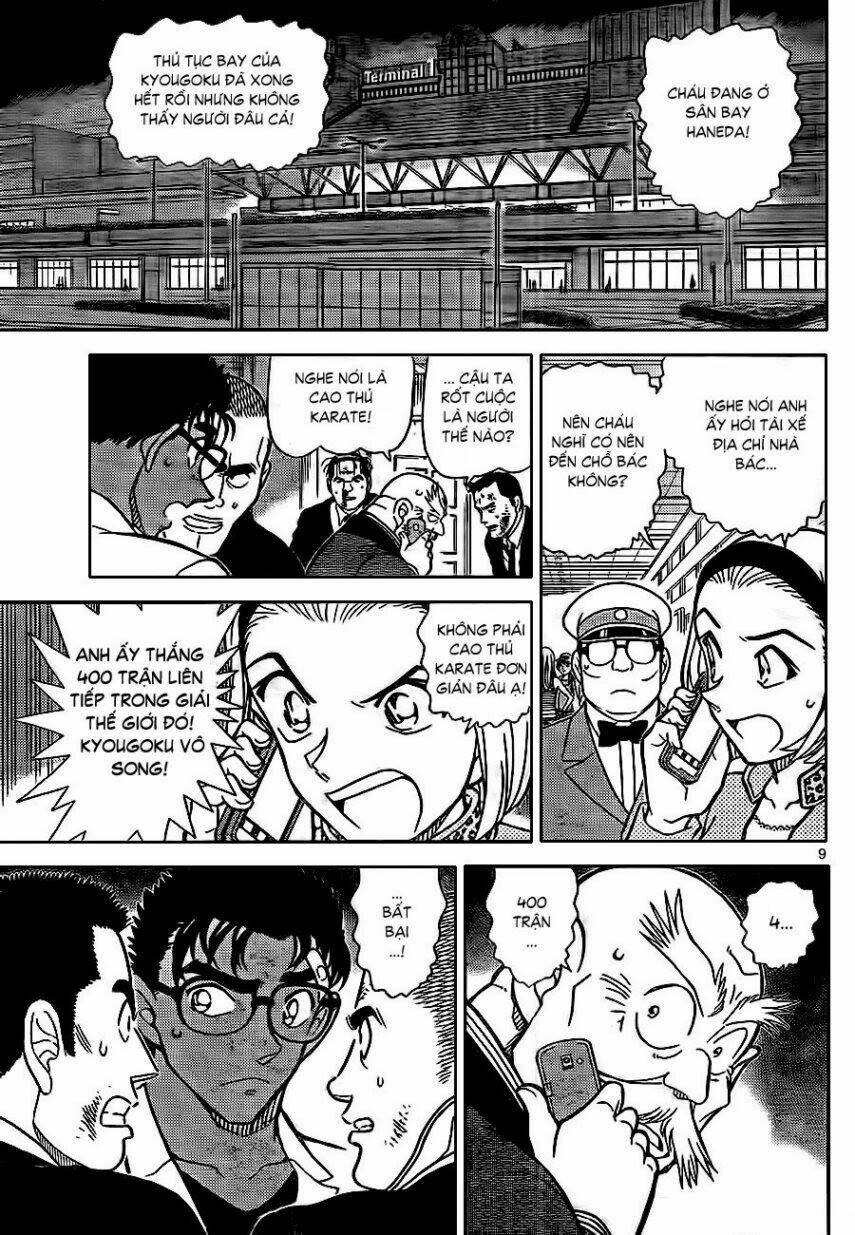 CHÁU ĐANG Ở
SÂN BAY
HANEDA!
Terminal 1
THỦ TỤC BAY CỦA
KYOUGOKU ĐÃ XONG
HẾT RỒI NHƯNG KHÔNG
THẤY NGƯỜI ĐÂU CẢ!
NGHE NÓI ANH
ẤY HỎI TÀI XẾ
ĐỊA CHỈ NHÀ
BÁC...
NÊN CHÁU
NGHĨ CÓ NÊN
ĐẾN CHỖ BÁC
KHÔNG?
... CẬU TA
RỐT CUỘC
LÀ NGƯỜI
THẾ NÀO?
NGHE NÓI LÀ
CAO THỦ
KARATE!
KHÔNG PHẢI
CAO THỦ
KARATE ĐƠN
GIẢN ĐÂU Ạ!
ANH ẤY THẮNG
400 TRẬN LIÊN
TIẾP TRONG GIẢI
THẾ GIỚI ĐÓ!
KYOUGOKU VÔ
SONG!
9
4...
400
TRẬN
...
...
BẤT
BẠI
...!